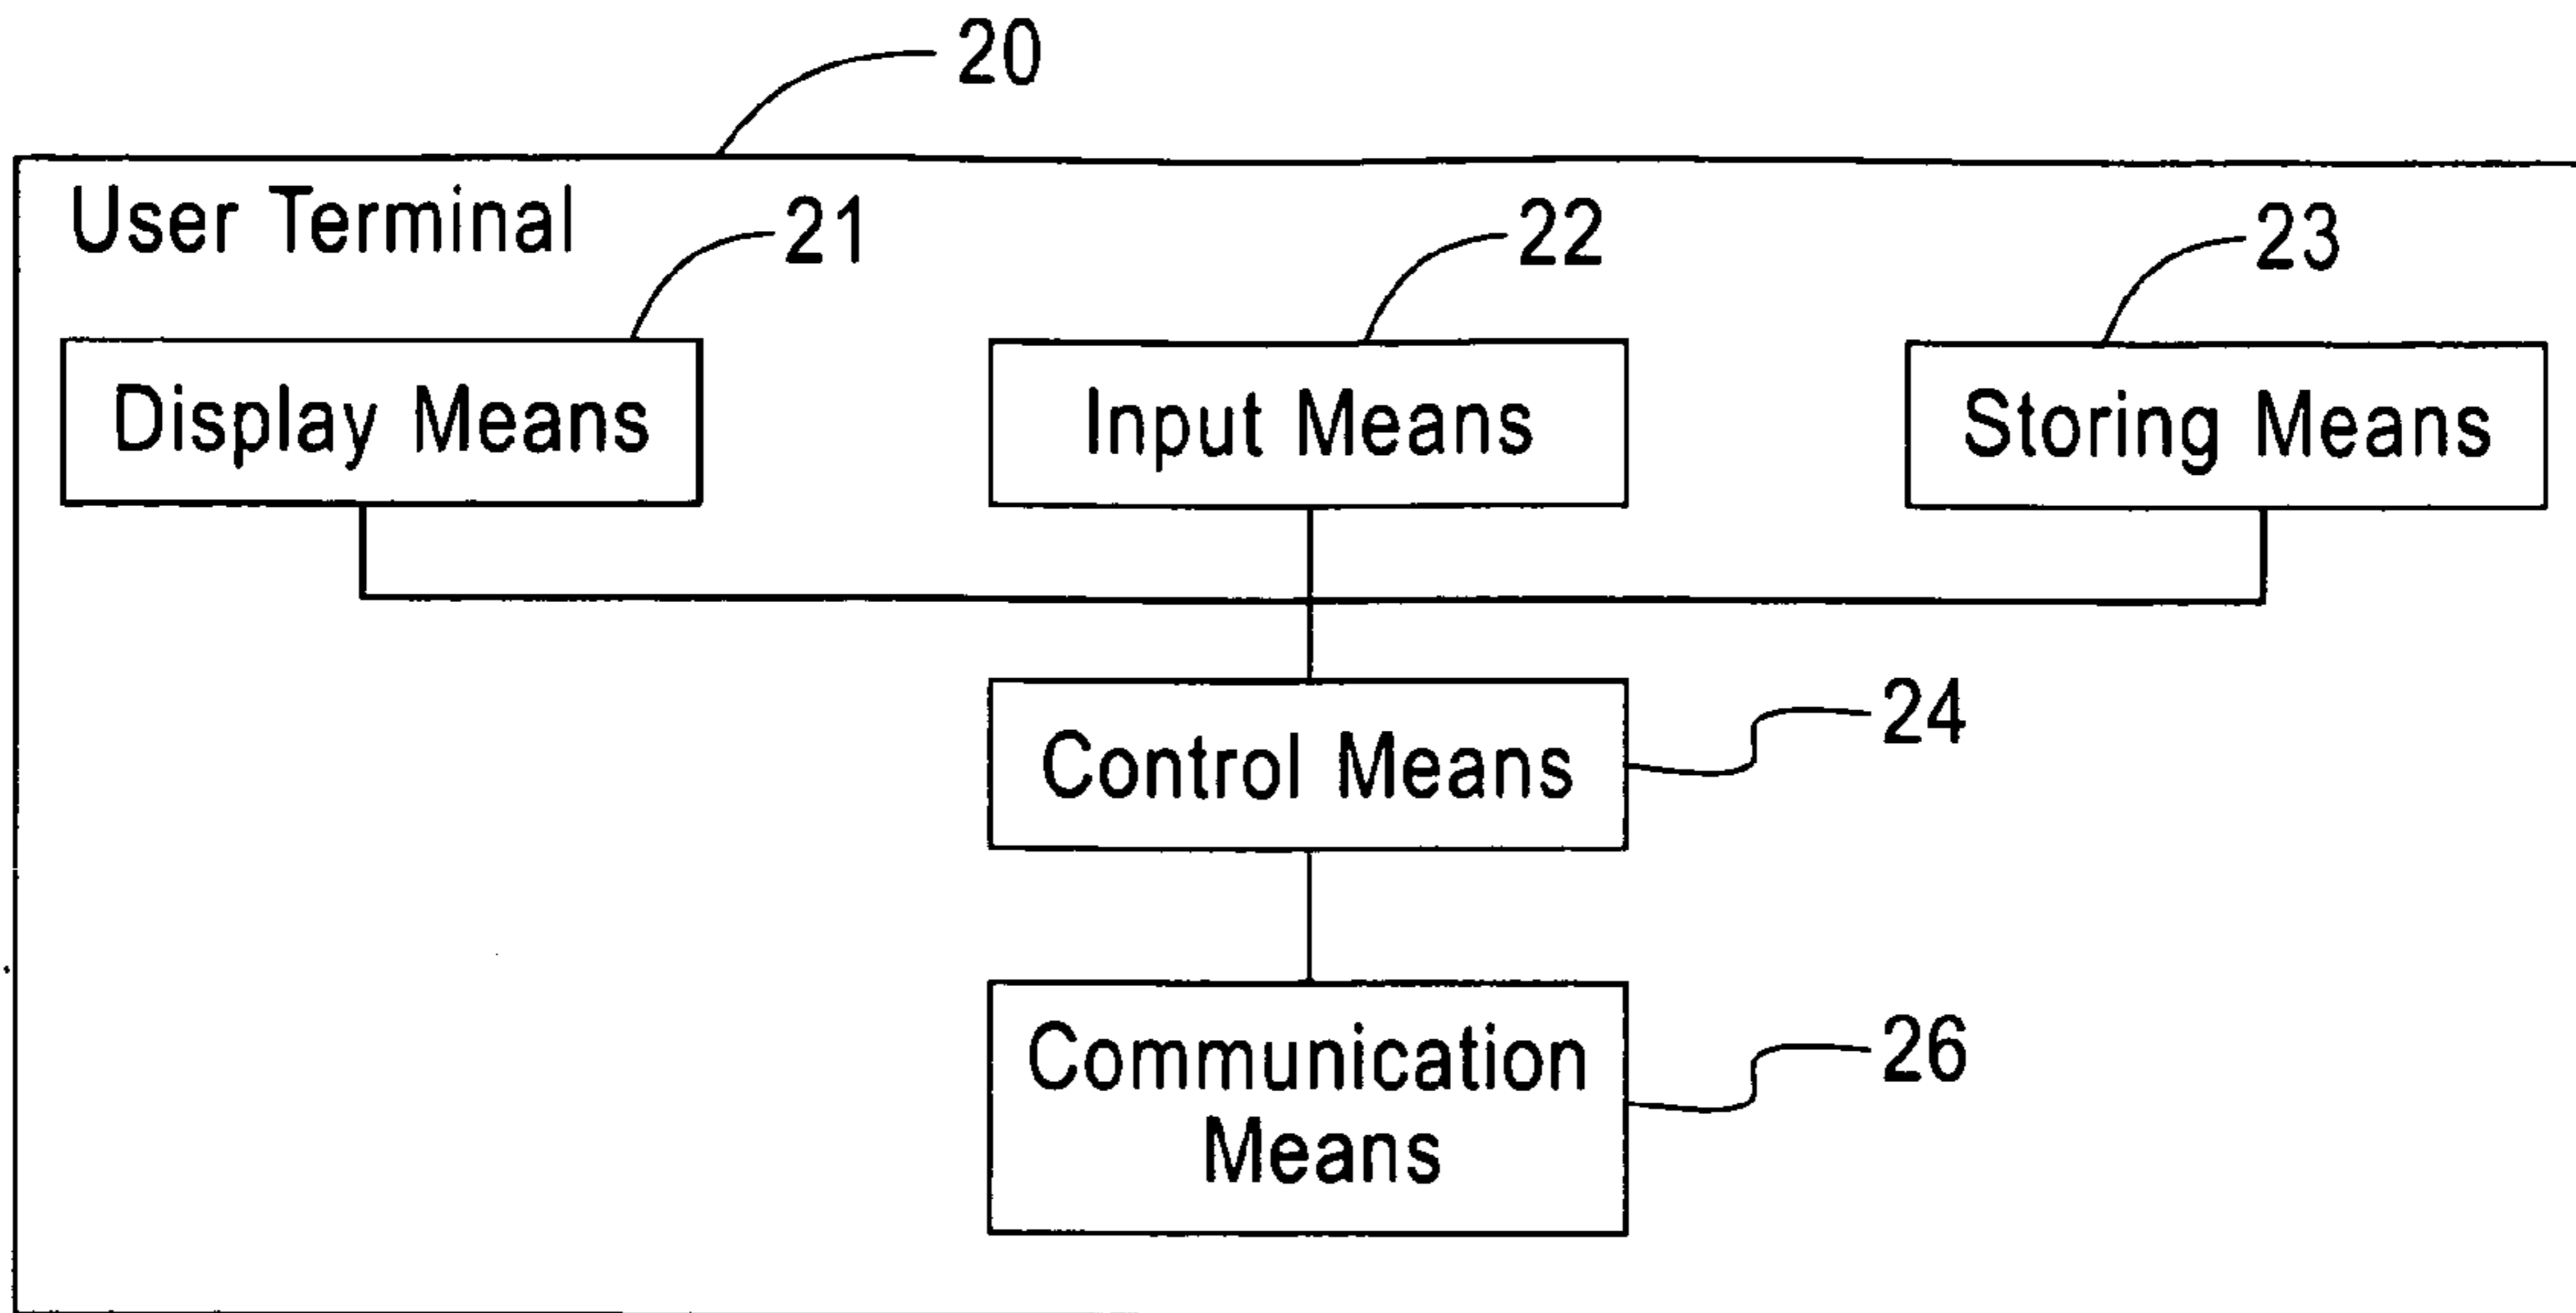 20
User Terminal
21
22
23
Display Means
Input Means
Storing Means
24
Control Means
26
Communication
Means